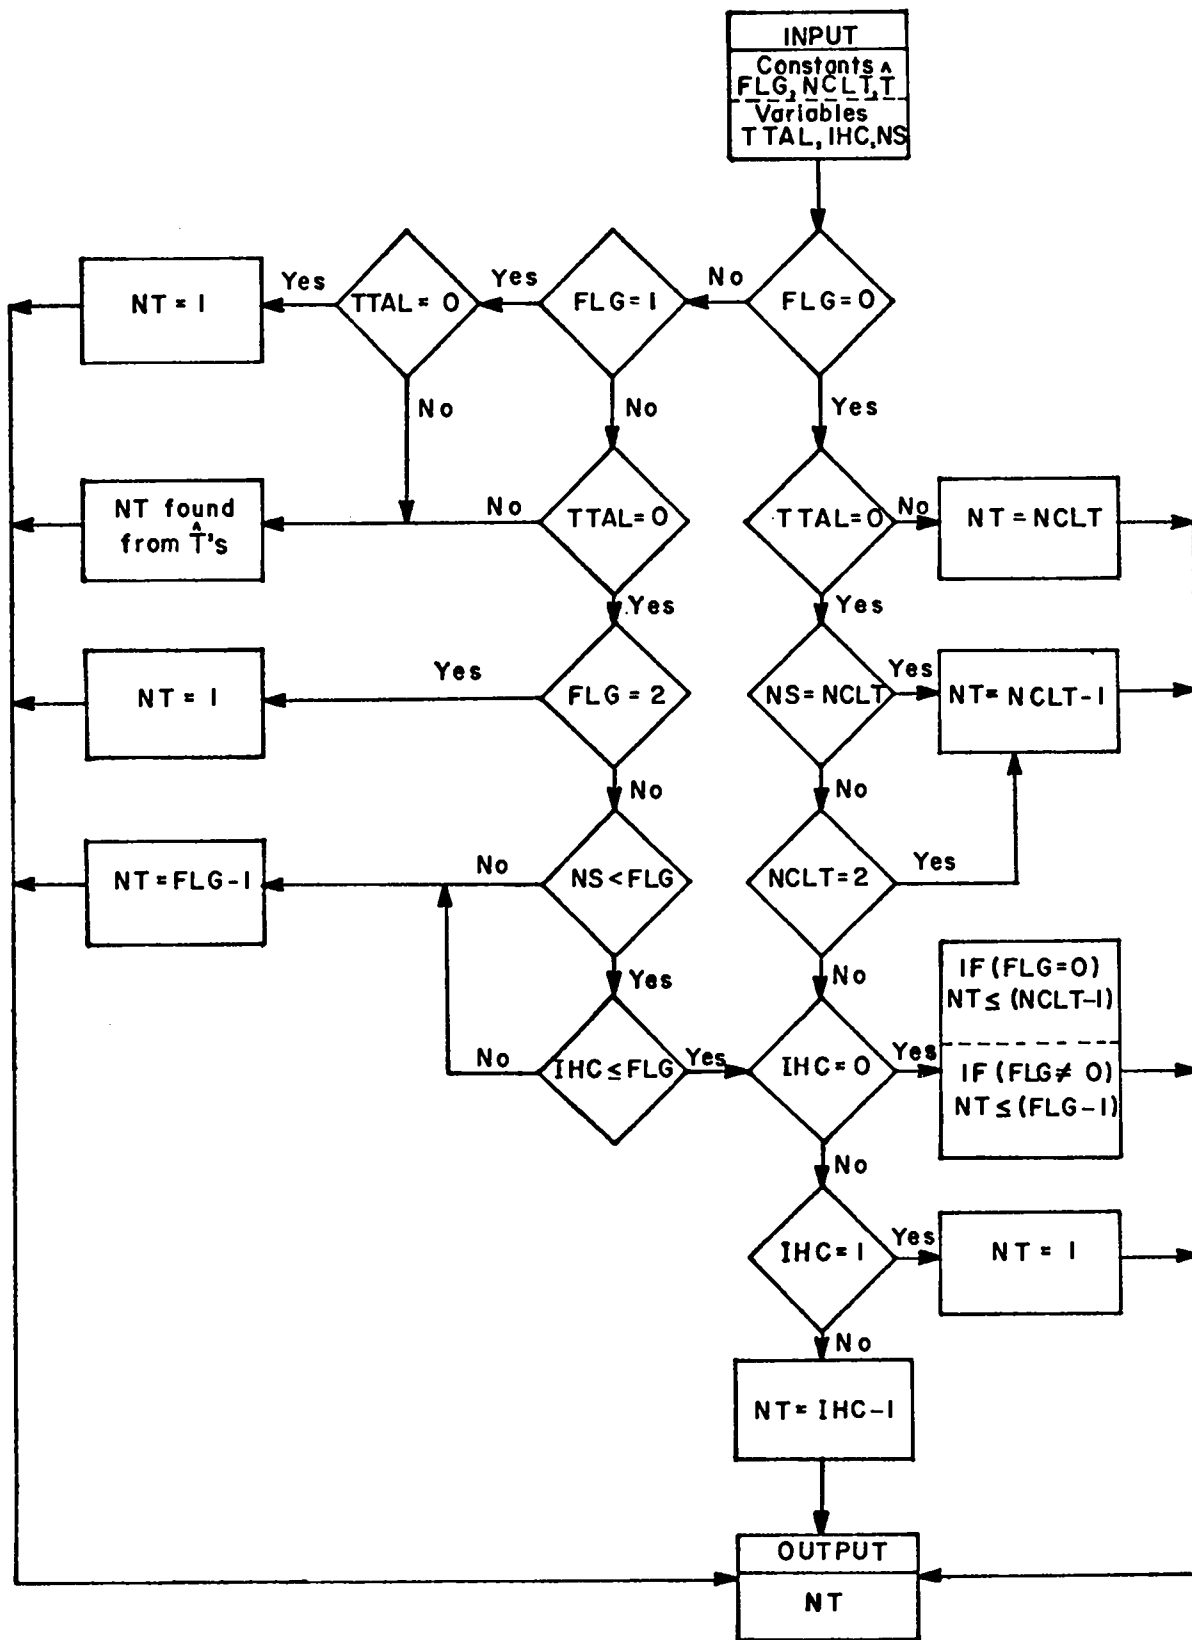 INPUT
Constants ^
FLG, NCLT, T
Variables
TTAL, IHC, NS
FLG=0
No
Yes
FLG=1
Yes
No
TTAL=0
Yes
No
NT=1
TTAL=0
No
Yes
NT found
from T̂'s
TTAL=0
No
Yes
NT=NCLT
FLG=2
Yes
No
NT=1
NS=NCLT
Yes
No
NT=NCLT-1
NS<FLG
No
Yes
NT=FLG-1
NCLT=2
Yes
No
IHC≤FLG
No
Yes
IHC=0
Yes
No
IF (FLG=0)
NT≤(NCLT-1)
IF (FLG≠0)
NT≤(FLG-1)
IHC=1
Yes
No
NT=1
NT=IHC-1
OUTPUT
NT